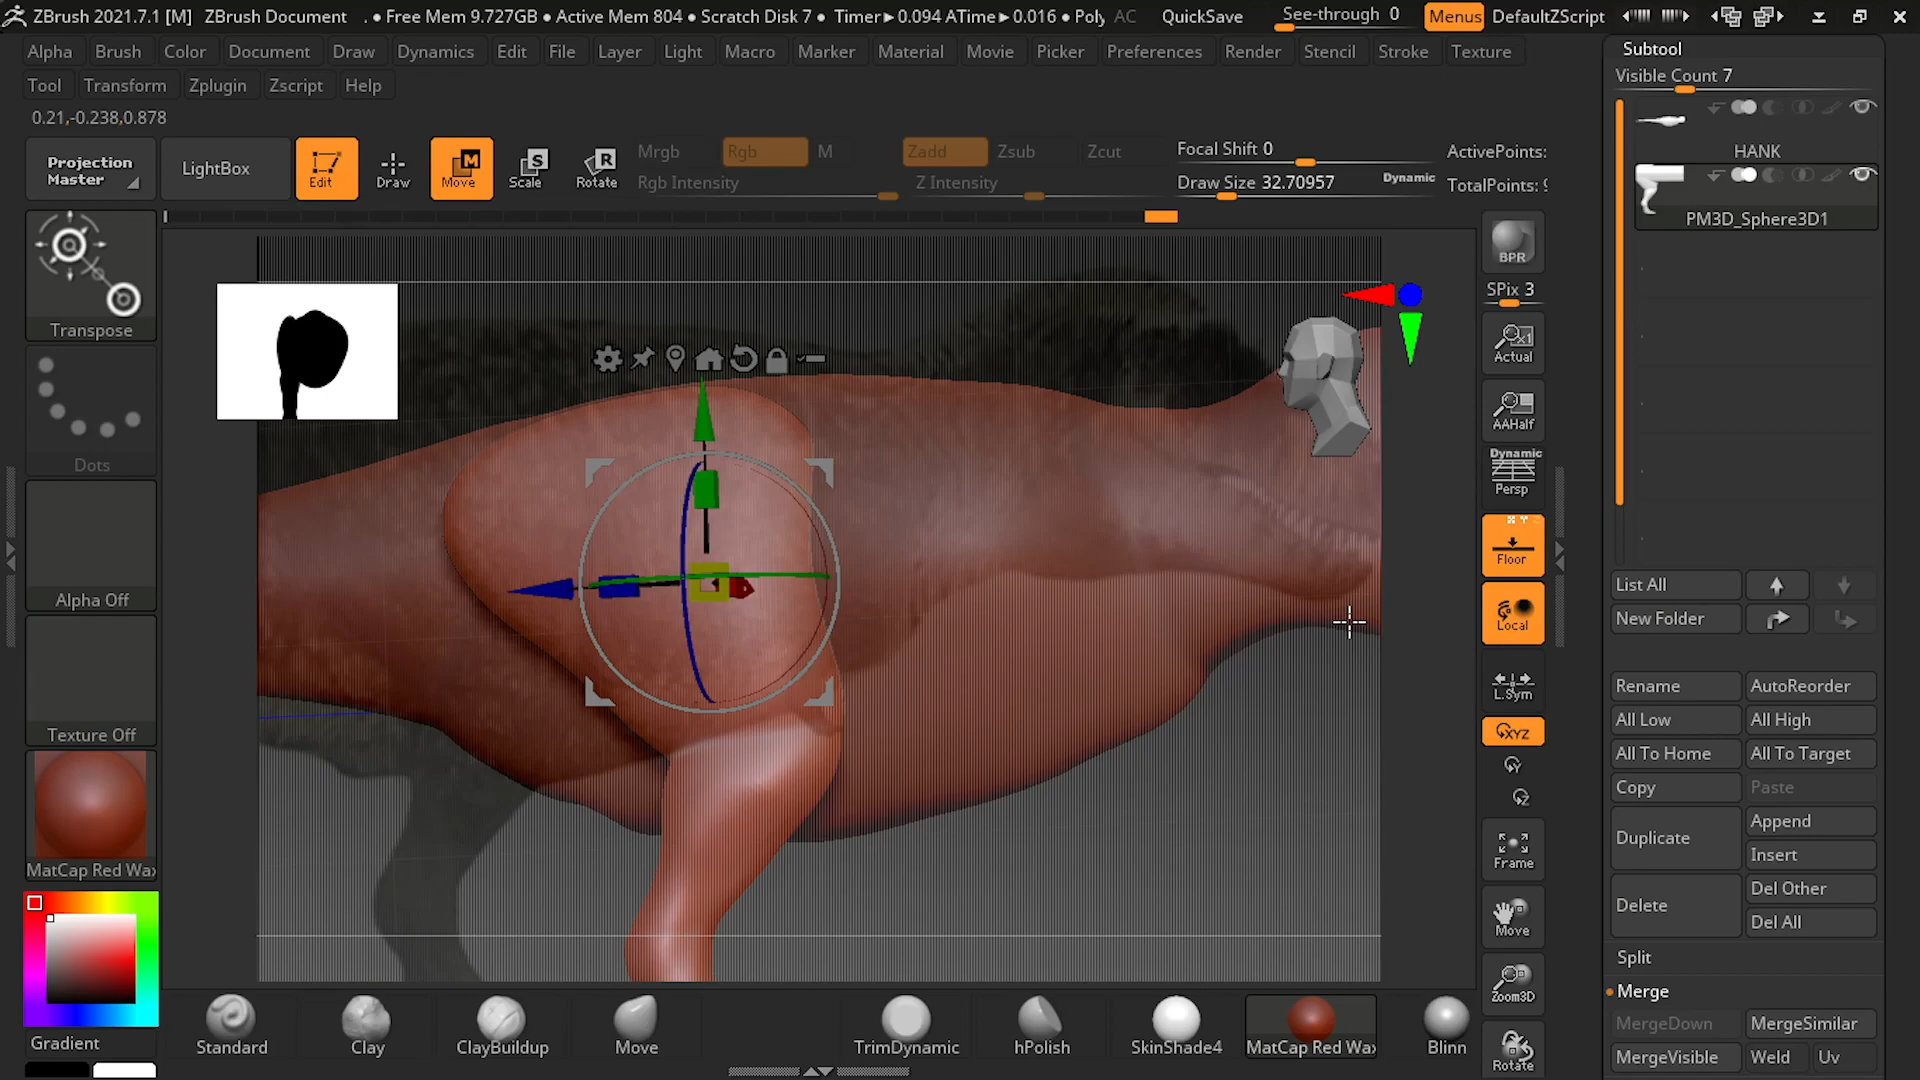 ZBrush 2021.7.1 [M] ZBrush Document . • Free Mem 9.727GB • Active Mem 804 • Scratch Disk 7 • Timer▶0.094 ATime▶0.016 • Poly AC QuickSave See-through 0 Menus DefaultZScript
Alpha Brush Color Document Draw Dynamics Edit File Layer Light Macro Marker Material Movie Picker Preferences Render Stencil Stroke Texture
Tool Transform Zplugin Zscript Help
0.21,-0.238,0.878
Projection Master
LightBox
Edit
Draw
M
Move
S
Scale
R
Rotate
Mrgb Rgb M
Rgb Intensity
Zadd Zsub Zcut
Z Intensity
Focal Shift 0
Draw Size 32.70957 Dynamic
ActivePoints:
TotalPoints:
Transpose
Dots
Alpha Off
Texture Off
MatCap Red Wax
Gradient
BPR
SPix 3
Actual
AAHalf
Dynamic
Persp
Floor
Local
L.Sym
XYZ
Y
Z
Frame
Move
Zoom3D
Rotate
Subtool
Visible Count 7
HANK
PM3D_Sphere3D1
List All
New Folder
Rename AutoReorder
All Low All High
All To Home All To Target
Copy Paste
Duplicate Append
Insert
Delete Del Other
Del All
Split
Merge
MergeDown MergeSimilar
MergeVisible Weld Uv
Standard Clay ClayBuildup Move TrimDynamic hPolish SkinShade4 MatCap Red Wax Blinn